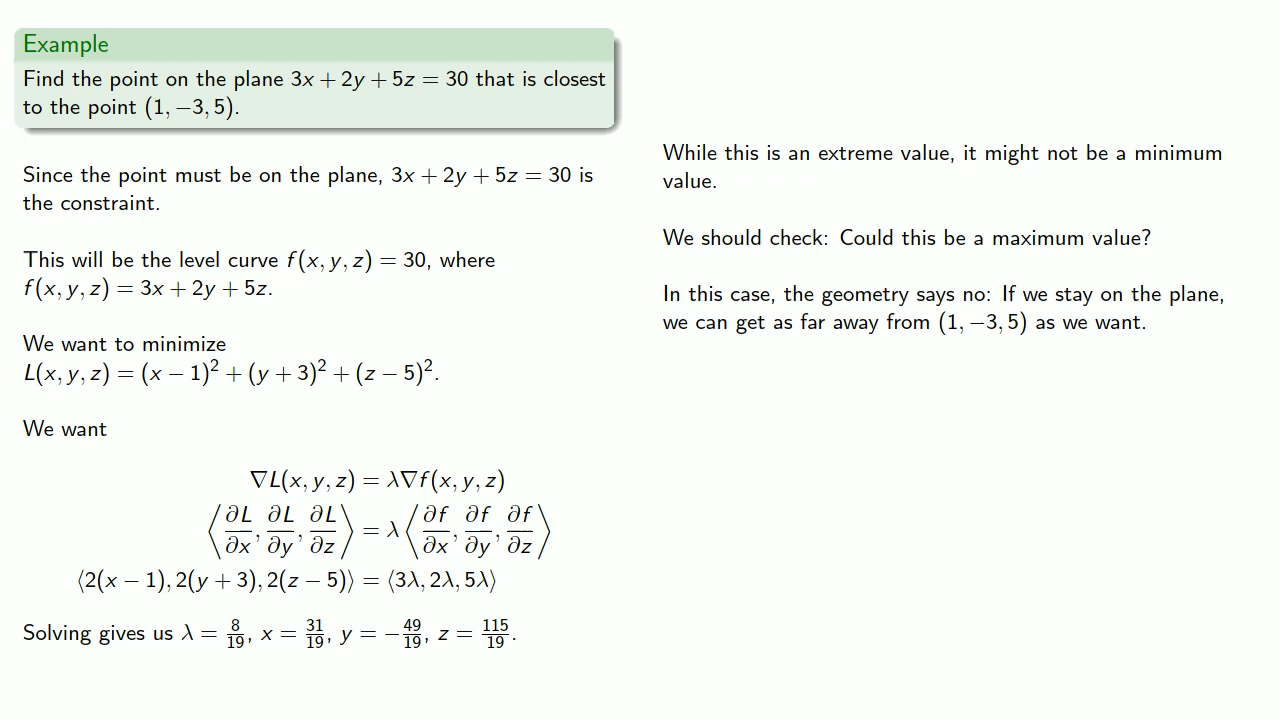 Example
Find the point on the plane 3x + 2y + 5z = 30 that is closest
to the point (1, −3, 5).
Since the point must be on the plane, 3x + 2y + 5z = 30 is
the constraint.
This will be the level curve f(x, y, z) = 30, where
f(x, y, z) = 3x + 2y + 5z.
We want to minimize
L(x, y, z) = (x − 1)² + (y + 3)² + (z − 5)².
We want
∇L(x, y, z) = λ∇f(x, y, z)
⟨∂L/∂x, ∂L/∂y, ∂L/∂z⟩ = λ⟨∂f/∂x, ∂f/∂y, ∂f/∂z⟩
⟨2(x − 1), 2(y + 3), 2(z − 5)⟩ = ⟨3λ, 2λ, 5λ⟩
Solving gives us λ = 8/19, x = 31/19, y = −49/19, z = 115/19.
While this is an extreme value, it might not be a minimum
value.
We should check: Could this be a maximum value?
In this case, the geometry says no: If we stay on the plane,
we can get as far away from (1, −3, 5) as we want.